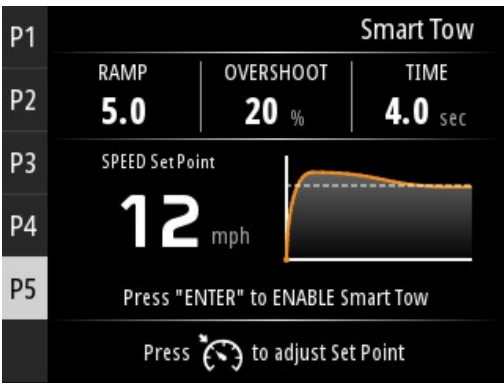 Smart Tow
P1
P2
P3
P4
P5
RAMP
5.0
OVERSHOOT
20 %
TIME
4.0 sec
SPEED Set Point
12 mph
Press "ENTER" to ENABLE Smart Tow
Press to adjust Set Point